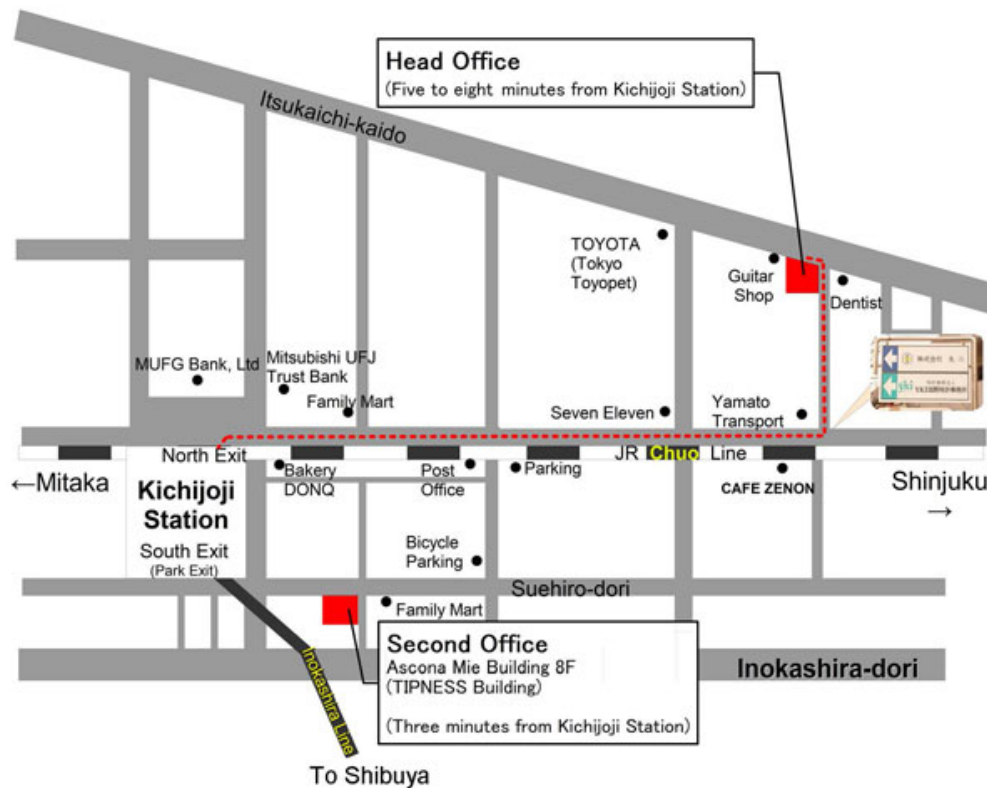 Head Office
(Five to eight minutes from Kichijoji Station)
Itsukaichi-kaido
TOYOTA
(Tokyo
Toyopet)
Guitar
Shop
Dentist
MUFG Bank, Ltd
Mitsubishi UFJ
Trust Bank
Family Mart
Seven Eleven
Yamato
Transport
North Exit
Bakery
DONQ
Post
Office
Parking
JR Chuo Line
CAFE ZENON
←Mitaka
Shinjuku
→
Kichijoji
Station
South Exit
(Park Exit)
Bicycle
Parking
Suehiro-dori
Family Mart
Second Office
Ascona Mie Building 8F
(TIPNESS Building)
(Three minutes from Kichijoji Station)
Inokashira-dori
Inokashira Line
To Shibuya